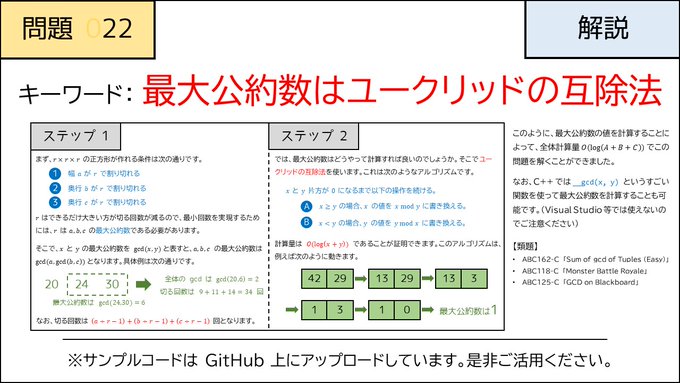 問題 022
解説
キーワード: 最大公約数はユークリッドの互除法
ステップ 1
まず、r×r×r の正方形が作れる条件は次の通りです。
1 幅 a が r で割り切れる
2 奥行 b が r で割り切れる
3 奥行 c が r で割り切れる
r はできるだけ大きい方が切る回数が減るので、最小回数を実現するため
には、r は a, b, c の最大公約数である必要があります。
そこで、x と y の最大公約数を gcd(x, y) と表すと、a, b, c の最大公約数は
gcd(a, gcd(b, c)) となります。具体例は次の通りです。
20 24 30
最大公約数は gcd(24,30) = 6
全体の gcd は gcd(20,6) = 2
切る回数は 9 + 11 + 14 = 34 回
なお、切る回数は (a ÷ r − 1) + (b ÷ r − 1) + (c ÷ r − 1) 回となります。
ステップ 2
では、最大公約数はどうやって計算すれば良いのでしょうか。そこでユー
クリッドの互除法を使います。これは次のようなアルゴリズムです。
x と y 片方が 0 になるまで以下の操作を続ける。
A x ≥ y の場合、x の値を x mod y に書き換える。
B x < y の場合、y の値を y mod x に書き換える。
計算量は O(log(x + y)) であることが証明できます。このアルゴリズムは、
例えば次のように動きます。
42 29 13 29 13 3
1 3 1 0 最大公約数は1
このように、最大公約数の値を計算することに
よって、全体計算量 O(log(A + B + C)) でこの
問題を解くことができました。
なお、C++ では __gcd(x, y) というすごい
関数を使って最大公約数を計算することも可
能です。(Visual Studio 等では使えないので
ご注意ください)
【類題】
• ABC162-C 「Sum of gcd of Tuples (Easy)」
• ABC118-C 「Monster Battle Royale」
• ABC125-C 「GCD on Blackboard」
※サンプルコードは GitHub 上にアップロードしています。是非ご活用ください。